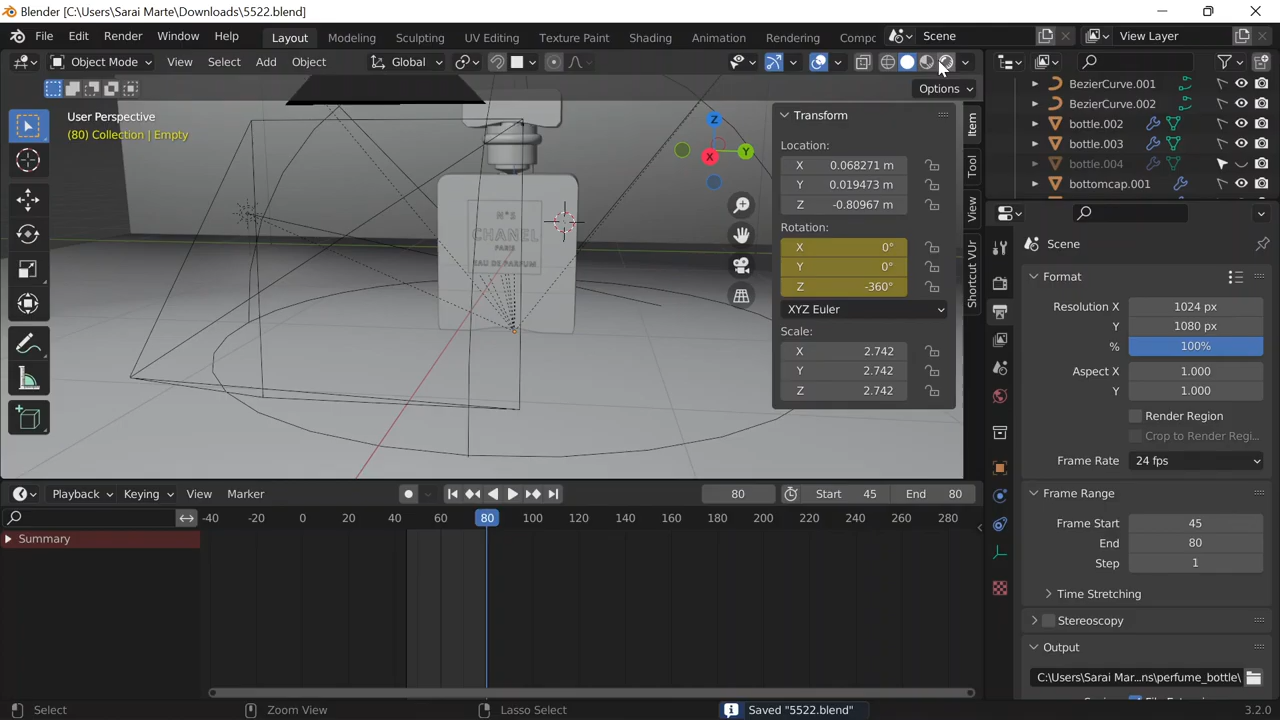 Blender [C:\Users\Sarai Marte\Downloads\5522.blend]
File Edit Render Window Help Layout Modeling Sculpting UV Editing Texture Paint Shading Animation Rendering Compc Scene View Layer
Object Mode View Select Add Object Global
Options
User Perspective
(80) Collection | Empty
Z
Y
X
N°5
CHANEL
PARIS
EAU DE PARFUM
Transform
Location:
X 0.068271 m
Y 0.019473 m
Z -0.80967 m
Rotation:
X 0°
Y 0°
Z -360°
XYZ Euler
Scale:
X 2.742
Y 2.742
Z 2.742
Item
Tool
View
Shortcut VUr
BezierCurve.001
BezierCurve.002
bottle.002
bottle.003
bottle.004
bottomcap.001
Scene
Format
Resolution X 1024 px
Y 1080 px
% 100%
Aspect X 1.000
Y 1.000
Render Region
Crop to Render Regi...
Frame Rate 24 fps
Frame Range
Frame Start 45
End 80
Step 1
Time Stretching
Stereoscopy
Output
C:\Users\Sarai Mar...ns\perfume_bottle\
Playback Keying View Marker 80 Start 45 End 80
-40 -20 0 20 40 60 80 100 120 140 160 180 200 220 240 260 280
Summary
Select Zoom View Lasso Select Saved "5522.blend" 3.2.0